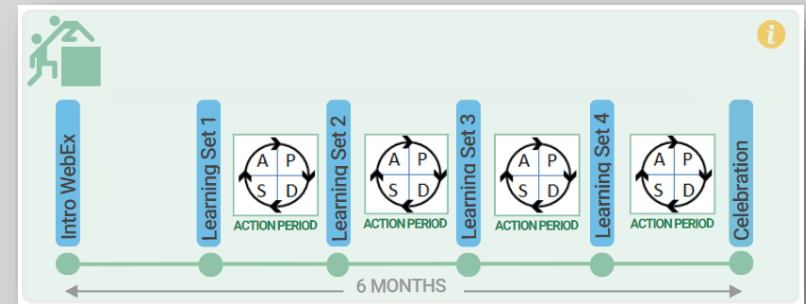 i
Intro WebEx
Learning Set 1
A P
S D
ACTION PERIOD
Learning Set 2
A P
S D
ACTION PERIOD
Learning Set 3
A P
S D
ACTION PERIOD
Learning Set 4
A P
S D
ACTION PERIOD
Celebration
6 MONTHS